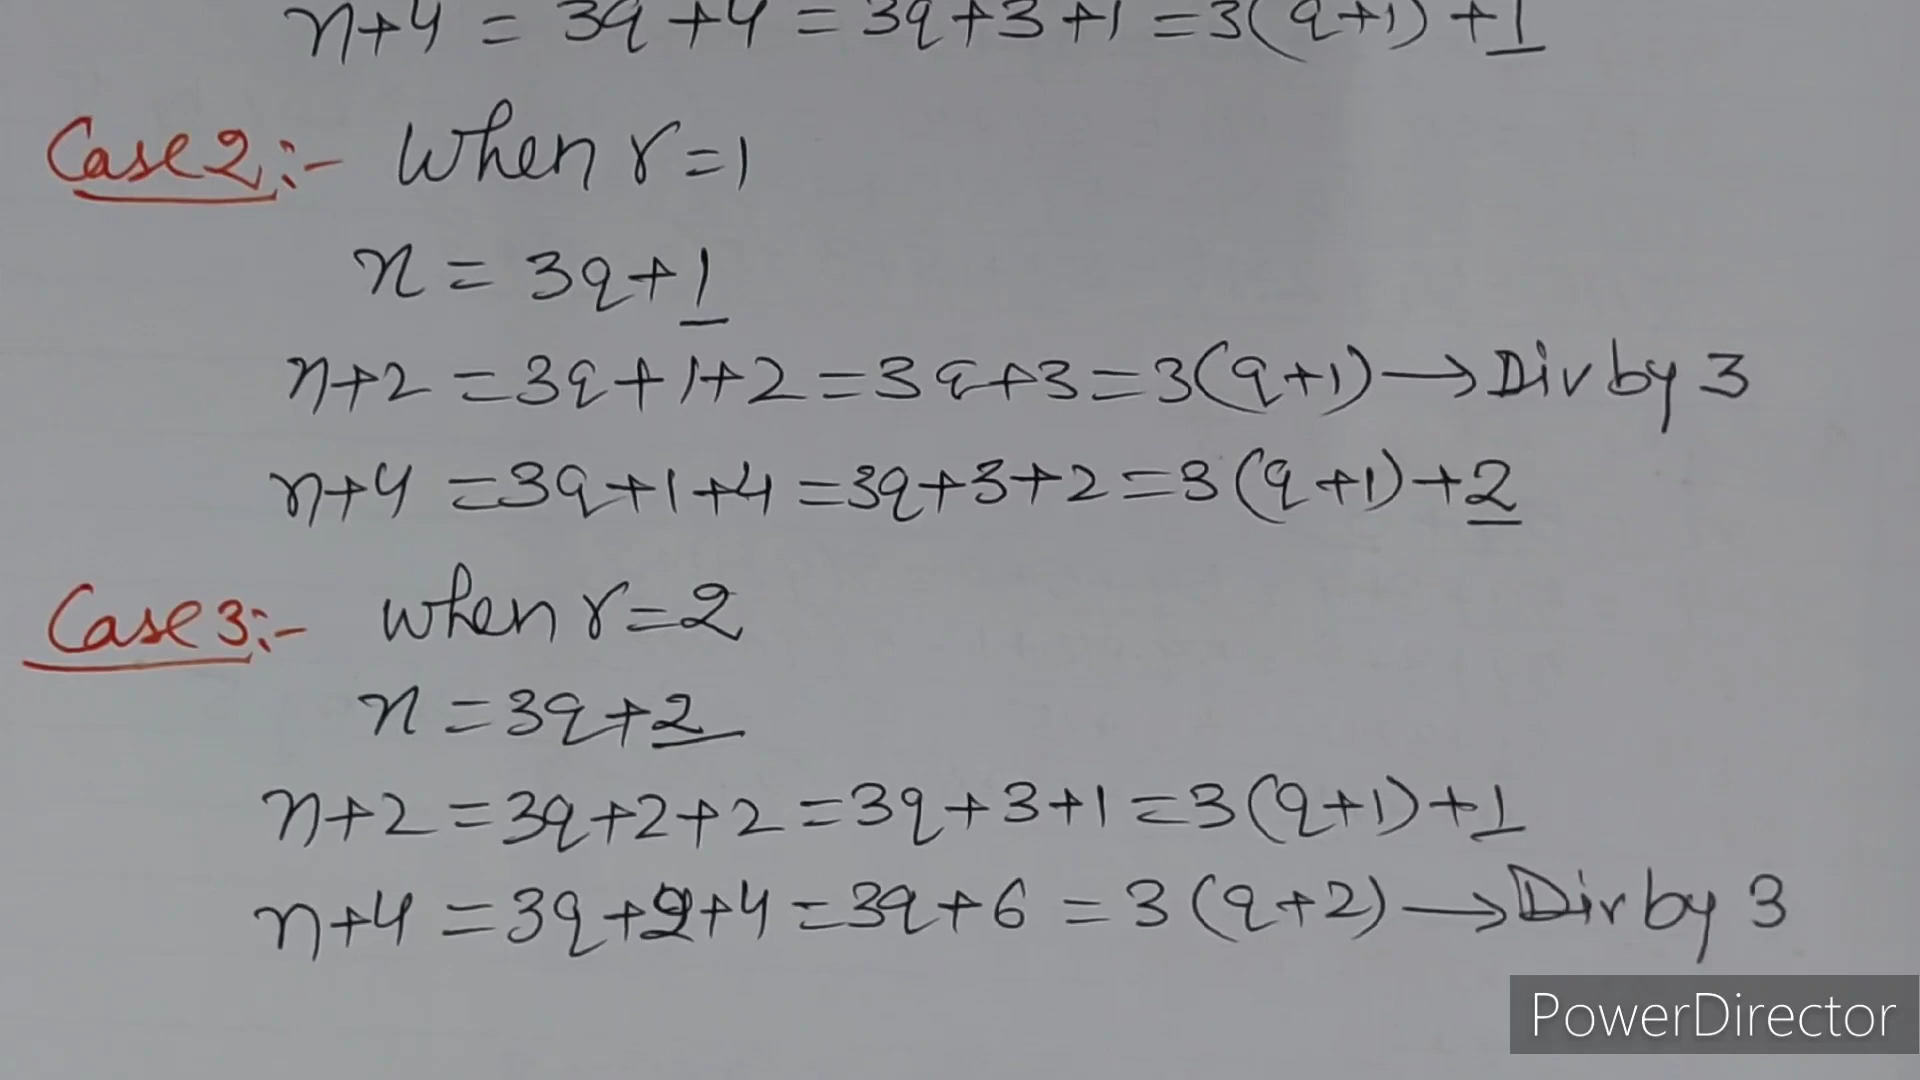 n+4 = 3q+4 = 3q+3+1 = 3(q+1)+1
Case 2:- When r=1
n = 3q+1
n+2 = 3q+1+2 = 3q+3 = 3(q+1) → Div by 3
n+4 = 3q+1+4 = 3q+3+2 = 3(q+1)+2
Case 3:- when r=2
n = 3q+2
n+2 = 3q+2+2 = 3q+3+1 = 3(q+1)+1
n+4 = 3q+2+4 = 3q+6 = 3(q+2) → Div by 3
PowerDirector